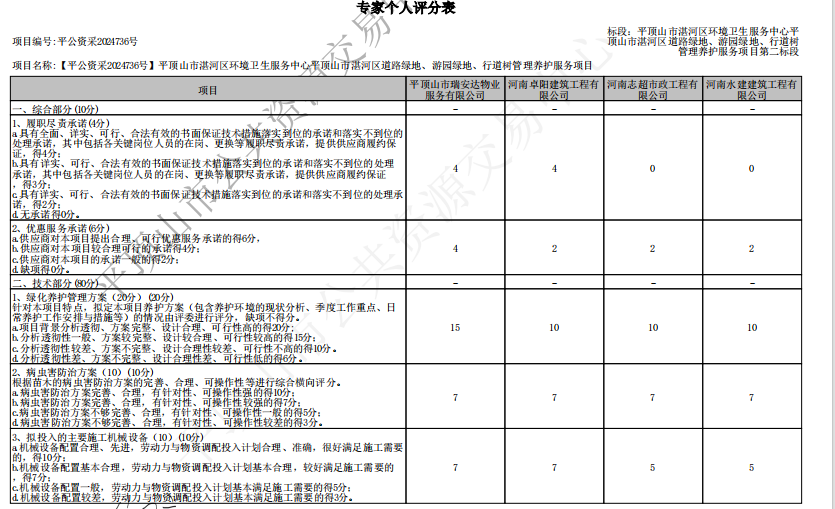 专家个人评分表
项目编号:平公资采2024736号
标段: 平顶山市湛河区环境卫生服务中心平
顶山市湛河区道路绿地、游园绿地、行道树
管理养护服务项目第二标段
项目名称:【平公资采2024736号】平顶山市湛河区环境卫生服务中心平顶山市湛河区道路绿地、游园绿地、行道树管理养护服务项目
项目 平顶山市瑞安达物业 河南卓阳建筑工程有 河南志超市政工程有 河南水建建筑工程有
服务有限公司 限公司 限公司 限公司
一、综合部分(10分) - - - -
1、履职尽责承诺(4分)
a.具有全面、详实、可行、合法有效的书面保证技术措施落实到位的承诺和落实不到位的
处理承诺,其中包括各关键岗位人员的在岗、更换等履职尽责承诺,提供供应商履约保
证,得4分;
b.具有详实、可行、合法有效的书面保证技术措施落实到位的承诺和落实不到位的处理
承诺,其中包括各关键岗位人员的在岗、更换等履职尽责承诺,提供供应商履约保证
,得3分;
c.具有详实、可行、合法有效的书面保证技术措施落实到位的承诺和落实不到位的处理承
诺,得2分;
d.无承诺得0分。
4 4 0 0
2、优惠服务承诺(6分)
a.供应商对本项目提出合理、可行优惠服务承诺的得6分,
b.供应商对本项目较合理可行的承诺得4分;
c.供应商对本项目的承诺一般的得2分;
d.缺项得0分。
4 2 2 2
二、技术部分(80分) - - - -
1、绿化养护管理方案(20分)(20分)
针对本项目特点,拟定本项目养护方案(包含养护环境的现状分析、季度工作重点、日
常养护工作安排与措施等)的情况由评委进行评分,缺项不得分。
a.项目背景分析透彻、方案完整、设计合理、可行性高的得20分;
b.分析透彻性一般、方案较完整、设计较合理、可行性较高的得15分;
c.分析透彻性较差、方案不完整、设计合理性较差、可行性不高的得10分。
d.分析透彻性差、方案不完整、设计合理性差、可行性低的得6分。
15 10 10 10
2、病虫害防治方案(10)(10分)
根据苗木的病虫害防治方案的完善、合理、可操作性等进行综合横向评分。
a.病虫害防治方案完善、合理,有针对性、可操作性强的得10分;
b.病虫害防治方案完善、合理,有针对性、可操作性较强的得7分;
c.病虫害防治方案不够完善、合理,有针对性、可操作性一般的得5分;
d.病虫害防治方案不够完善、合理,有针对性、可操作性较差的得3分。
7 7 7 7
3、拟投入的主要施工机械设备(10)(10分)
a.机械设备配置合理、先进,劳动力与物资调配投入计划合理、准确,很好满足施工需要
的,得10分;
b.机械设备配置基本合理,劳动力与物资调配投入计划基本合理,较好满足施工需要的
,得7分;
c.机械设备配置一般,劳动力与物资调配投入计划基本满足施工需要的得5分;
d.机械设备配置较差,劳动力与物资调配投入计划基本满足施工需要的得3分。
7 7 5 5
平顶山市公共资源交易中心